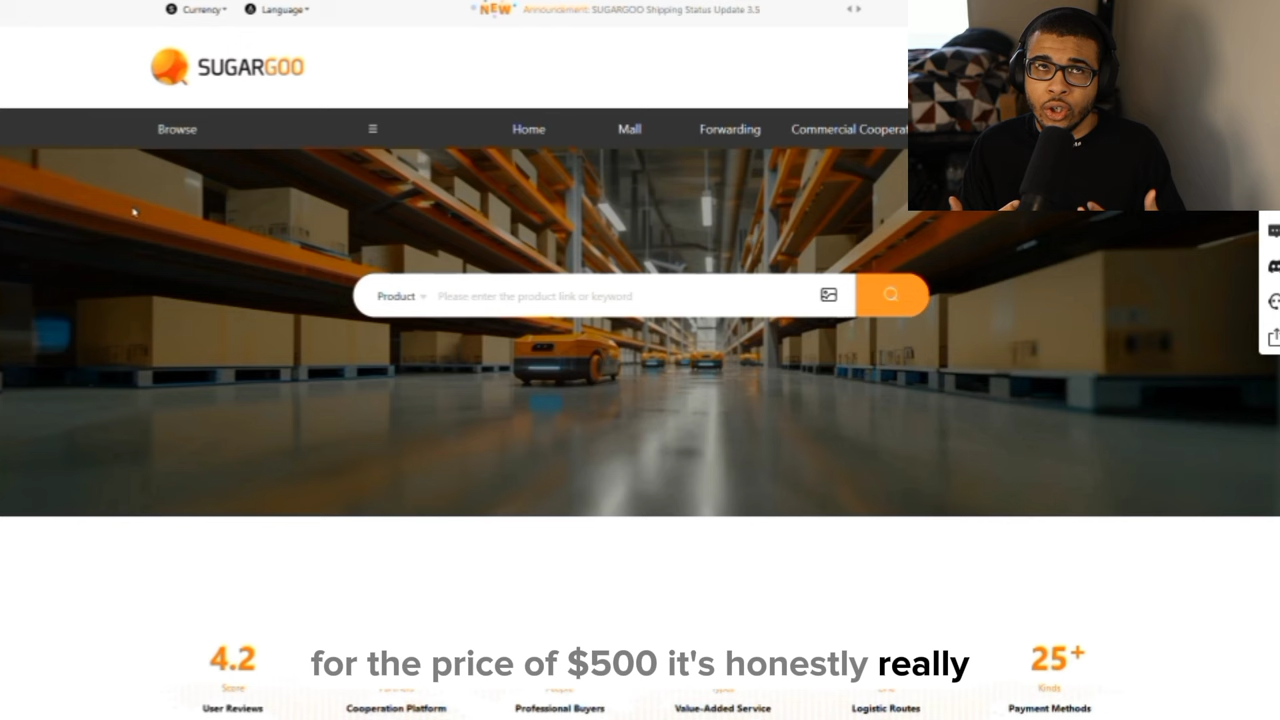 Currency
Language
NEW
Announcement: SUGARGOO Shipping Status Update 3.5
SUGARGOO
Browse
Home
Mall
Forwarding
Commercial Cooperat
Product
Please enter the product link or keyword
4.2
for the price of $500 it's honestly really
25+
Score
Kinds
User Reviews
Cooperation Platform
Professional Buyers
Value-Added Service
Logistic Routes
Payment Methods